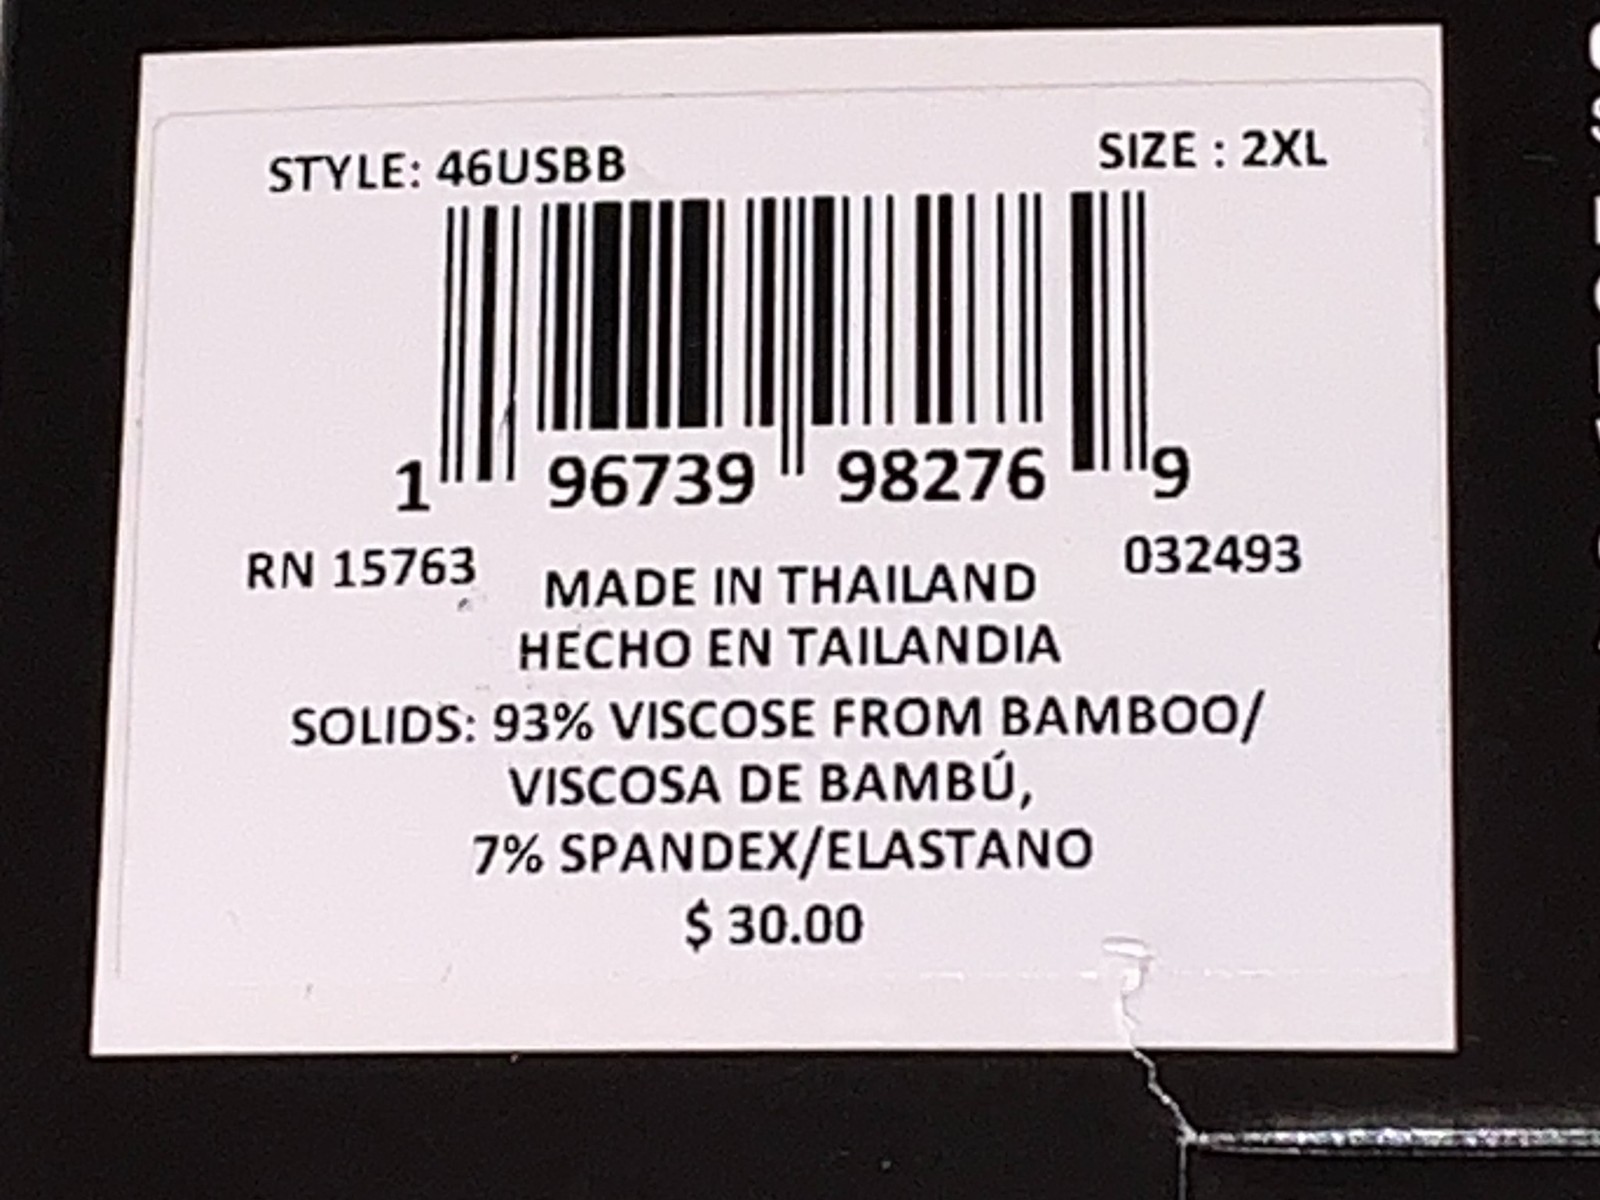 STYLE: 46USBB SIZE : 2XL
1 96739 98276 9
RN 15763 032493
MADE IN THAILAND
HECHO EN TAILANDIA
SOLIDS: 93% VISCOSE FROM BAMBOO/
VISCOSA DE BAMBÚ,
7% SPANDEX/ELASTANO
$ 30.00